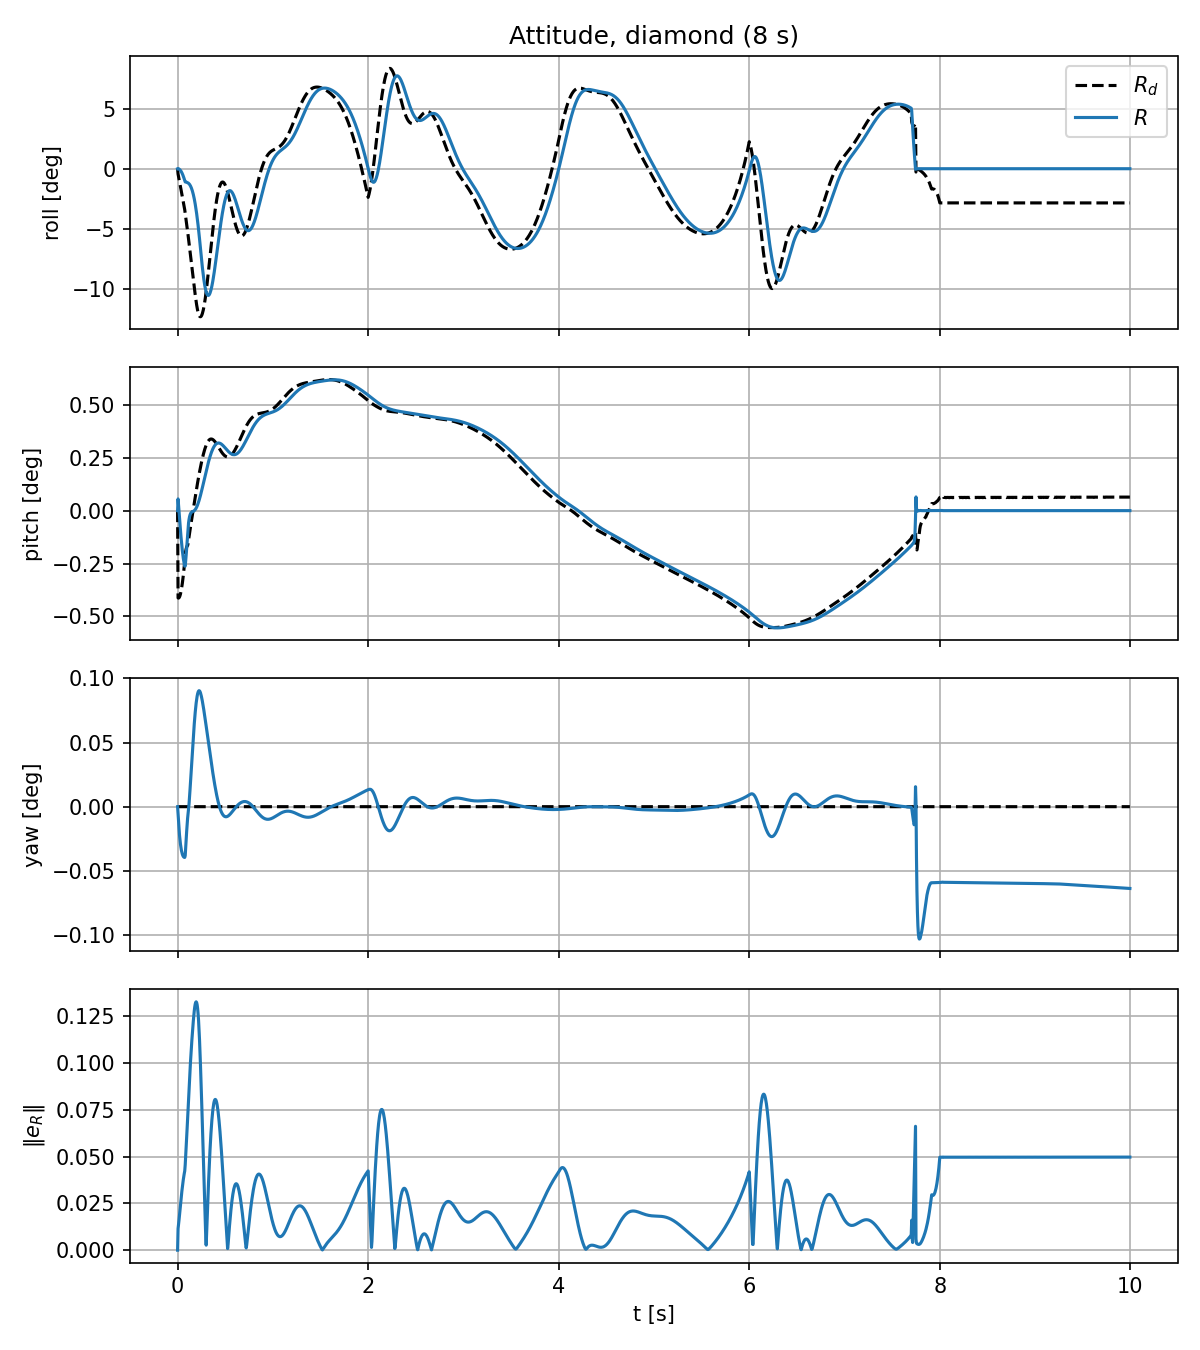 Attitude, diamond (8 s)
R_d
R
roll [deg]
5
0
−5
−10
pitch [deg]
0.50
0.25
0.00
−0.25
−0.50
yaw [deg]
0.10
0.05
0.00
−0.05
−0.10
‖e_R‖
0.125
0.100
0.075
0.050
0.025
0.000
0 2 4 6 8 10
t [s]